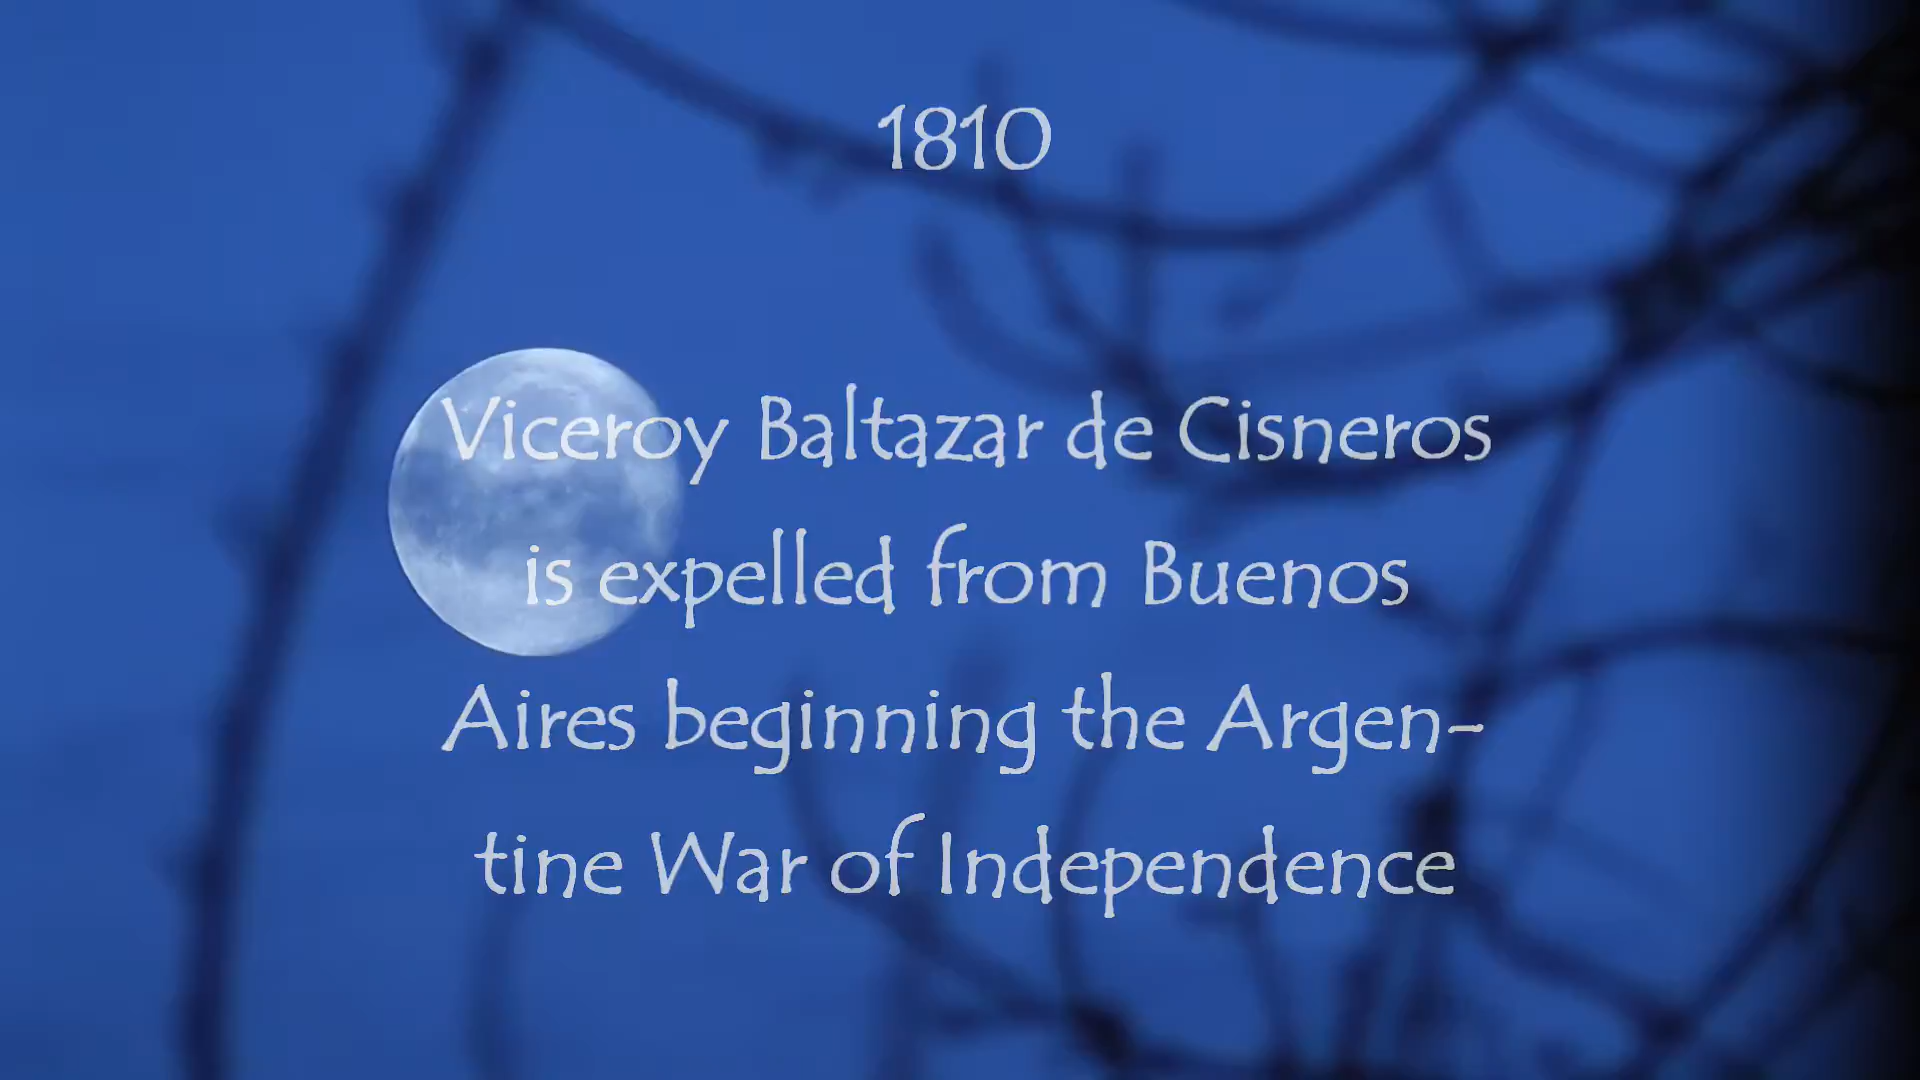 1810
Viceroy Baltazar de Cisneros
is expelled from Buenos
Aires beginning the Argen-
tine War of Independence